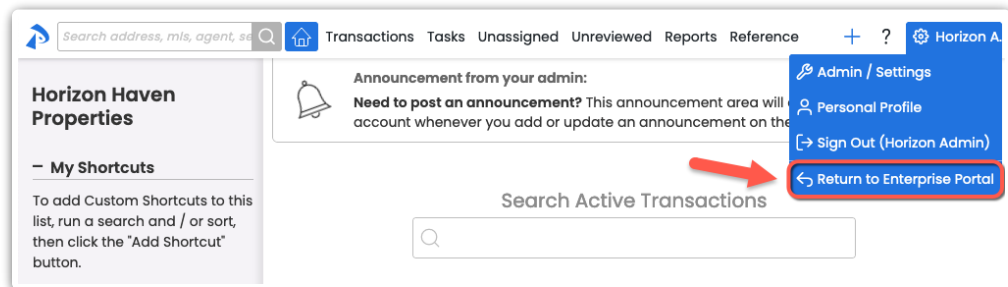 Search address, mls, agent, se
Transactions Tasks Unassigned Unreviewed Reports Reference + ? Horizon A.
Admin / Settings
Personal Profile
Sign Out (Horizon Admin)
Return to Enterprise Portal
Horizon Haven
Properties
– My Shortcuts
To add Custom Shortcuts to this
list, run a search and / or sort,
then click the "Add Shortcut"
button.
Announcement from your admin:
Need to post an announcement? This announcement area will
account whenever you add or update an announcement on the
Search Active Transactions